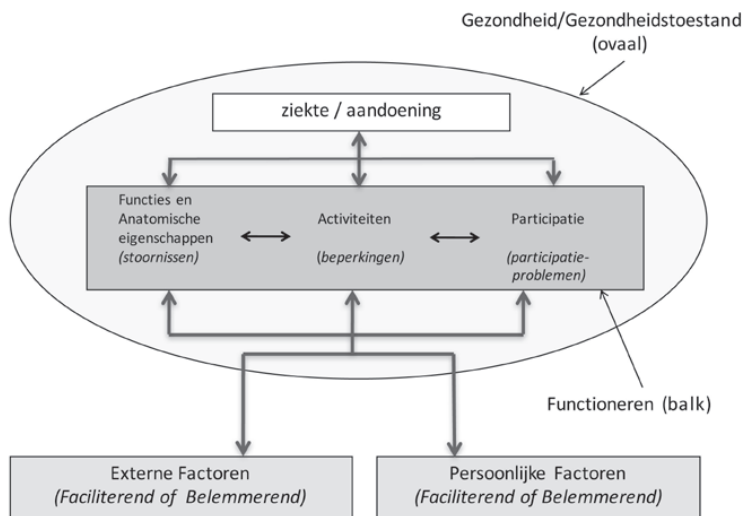 Gezondheid/Gezondheidstoestand
(ovaal)
ziekte / aandoening
Functies en
Anatomische
eigenschappen
(stoornissen)
Activiteiten
(beperkingen)
Participatie
(participatie-
problemen)
Functioneren (balk)
Externe Factoren
(Faciliterend of Belemmerend)
Persoonlijke Factoren
(Faciliterend of Belemmerend)